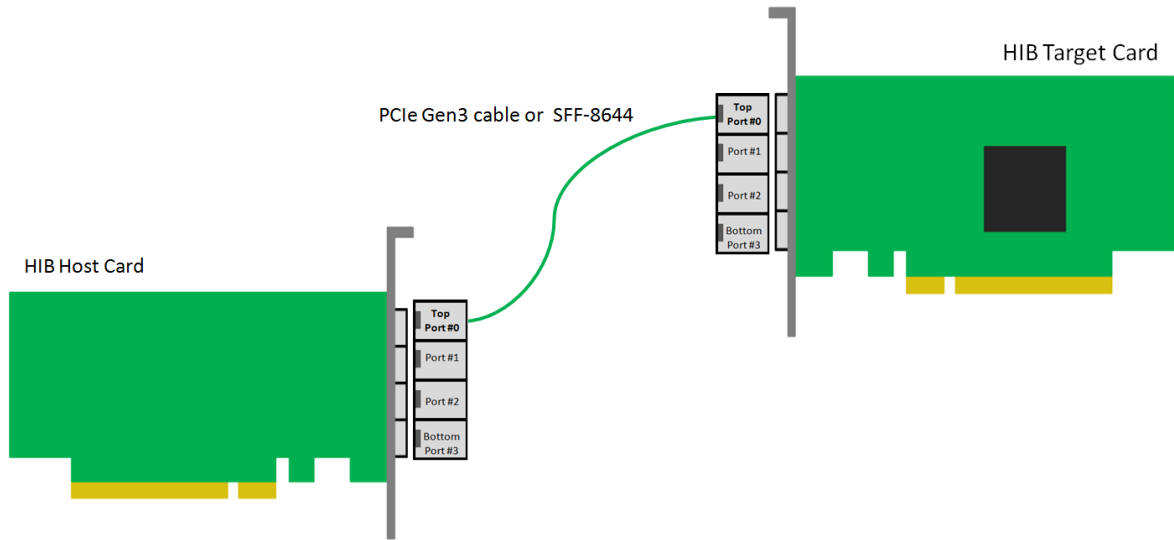 HIB Target Card
PCIe Gen3 cable or SFF-8644
Top
Port #0
Port #1
Port #2
Bottom
Port #3
HIB Host Card
Top
Port #0
Port #1
Port #2
Bottom
Port #3